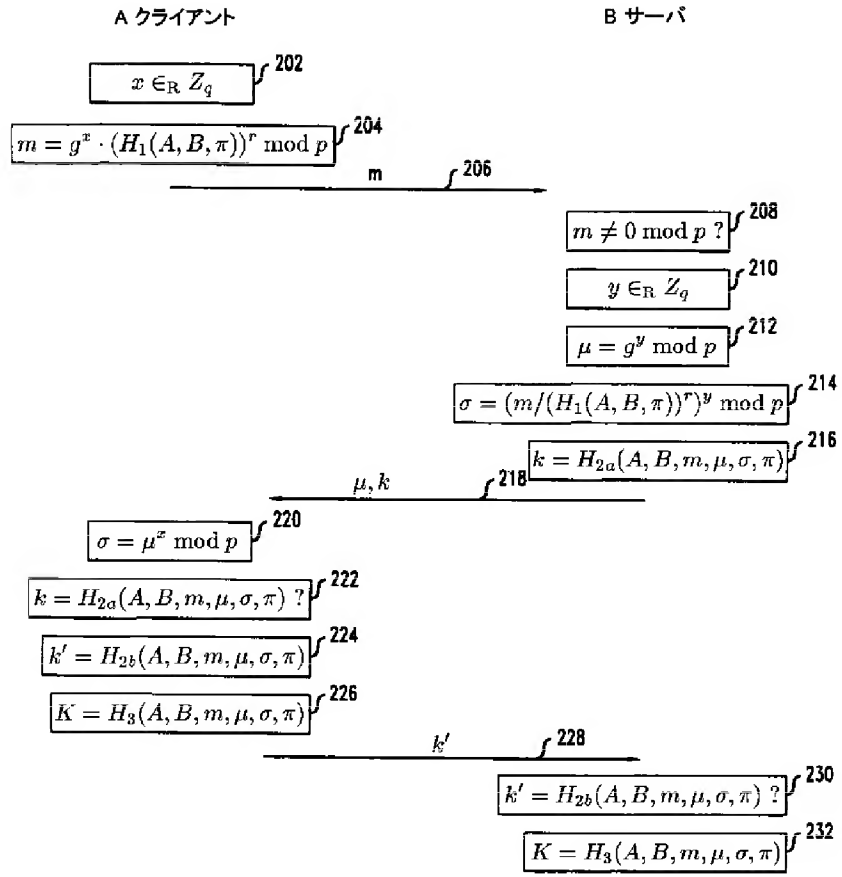 A クライアント B サーバ
202
x ∈R Zq
204
m = g^x · (H1(A, B, π))^r mod p
m 206
208
m ≠ 0 mod p ?
210
y ∈R Zq
212
μ = g^y mod p
214
σ = (m/(H1(A, B, π))^r)^y mod p
216
k = H2a(A, B, m, μ, σ, π)
μ, k 218
220
σ = μ^x mod p
222
k = H2a(A, B, m, μ, σ, π) ?
224
k′ = H2b(A, B, m, μ, σ, π)
226
K = H3(A, B, m, μ, σ, π)
k′ 228
230
k′ = H2b(A, B, m, μ, σ, π) ?
232
K = H3(A, B, m, μ, σ, π)